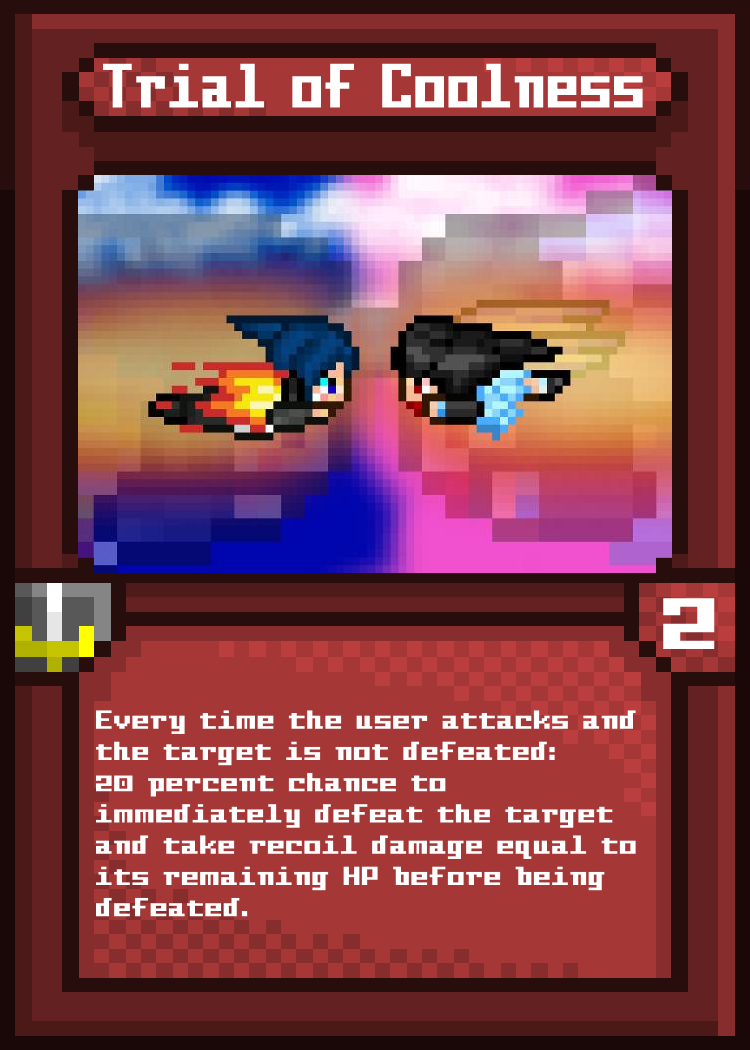 Trial of Coolness
2
Every time the user attacks and
the target is not defeated:
20 percent chance to
immediately defeat the target
and take recoil damage equal to
its remaining HP before being
defeated.